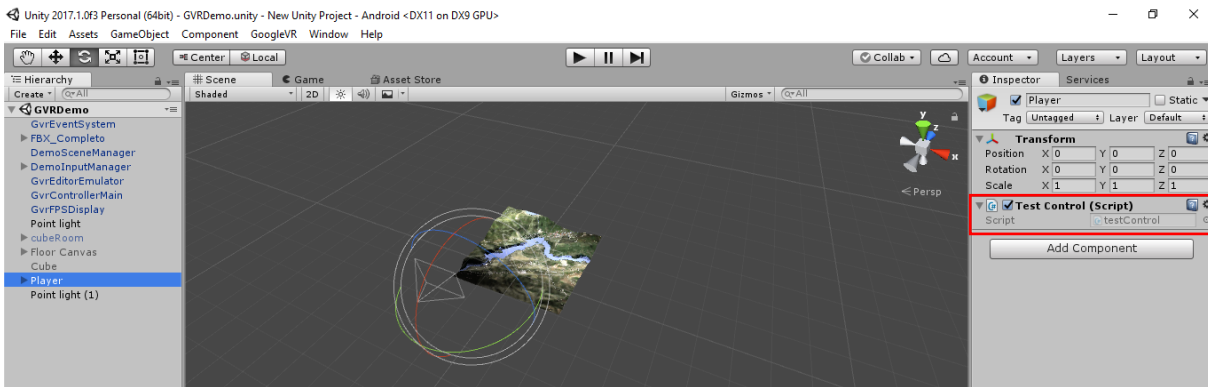 Unity 2017.1.0f3 Personal (64bit) - GVRDemo.unity - New Unity Project - Android <DX11 on DX9 GPU>
File Edit Assets GameObject Component GoogleVR Window Help
Center Local Collab Account Layers Layout
Hierarchy Scene Game Asset Store Inspector Services
Create All Shaded 2D Gizmos All
Player Static
Tag Untagged Layer Default
GVRDemo
GvrEventSystem
FBX_Completo
DemoSceneManager
DemoInputManager
GvrEditorEmulator
GvrControllerMain
GvrFPSDisplay
Point light
cubeRoom
Floor Canvas
Cube
Player
Point light (1)
y
z
x
Persp
Transform
Position X 0 Y 0 Z 0
Rotation X 0 Y 0 Z 0
Scale X 1 Y 1 Z 1
Test Control (Script)
Script testControl
Add Component